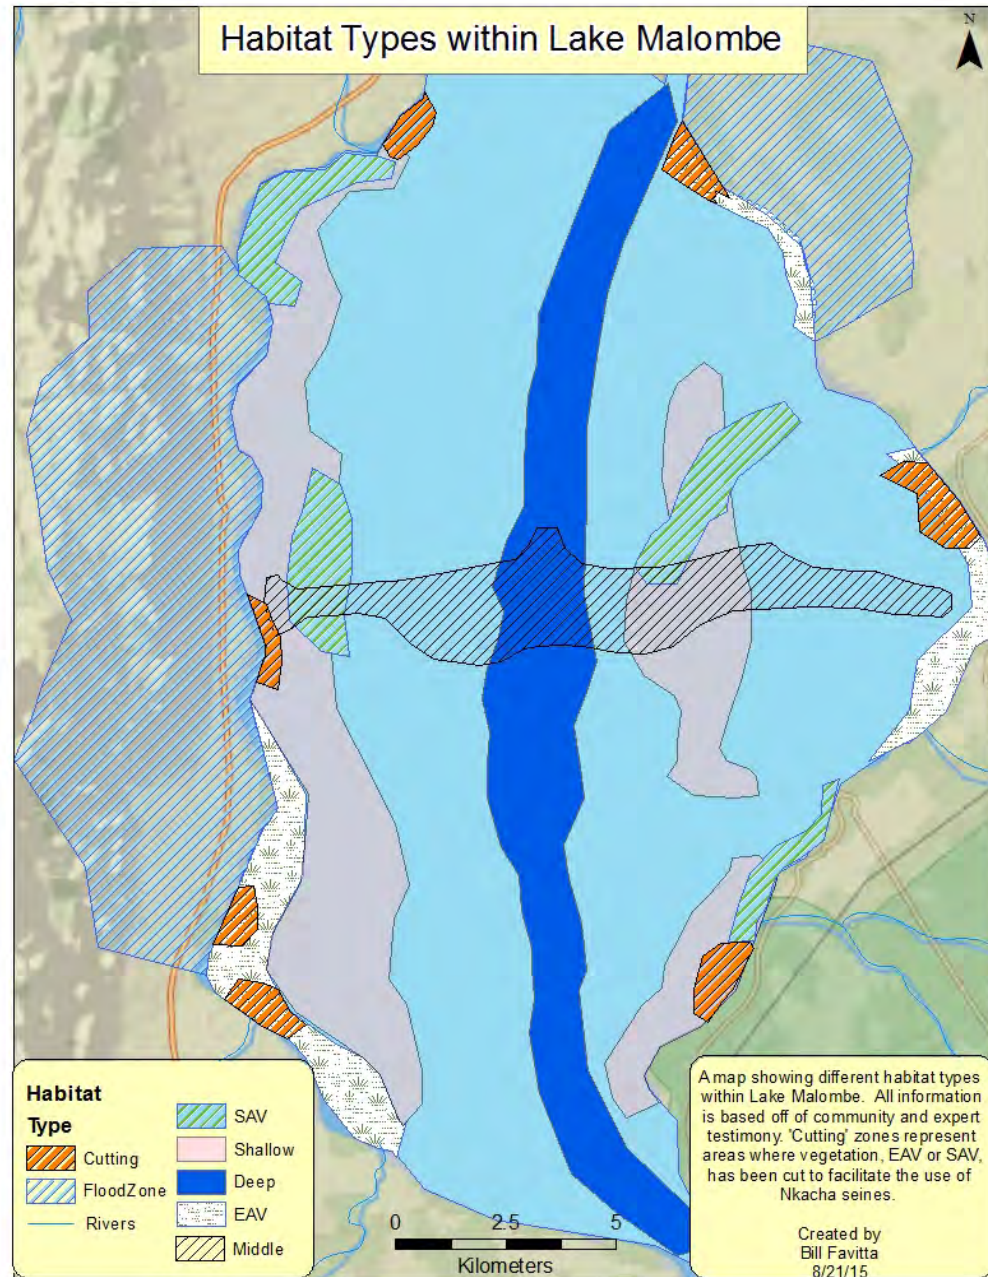 Habitat Types within Lake Malombe
N
Habitat
Type
Cutting
FloodZone
Rivers
SAV
Shallow
Deep
EAV
Middle
0 2.5 5
Kilometers
A map showing different habitat types
within Lake Malombe. All information
is based off of community and expert
testimony. 'Cutting' zones represent
areas where vegetation, EAV or SAV,
has been cut to facilitate the use of
Nkacha seines.
Created by
Bill Favitta
8/21/15